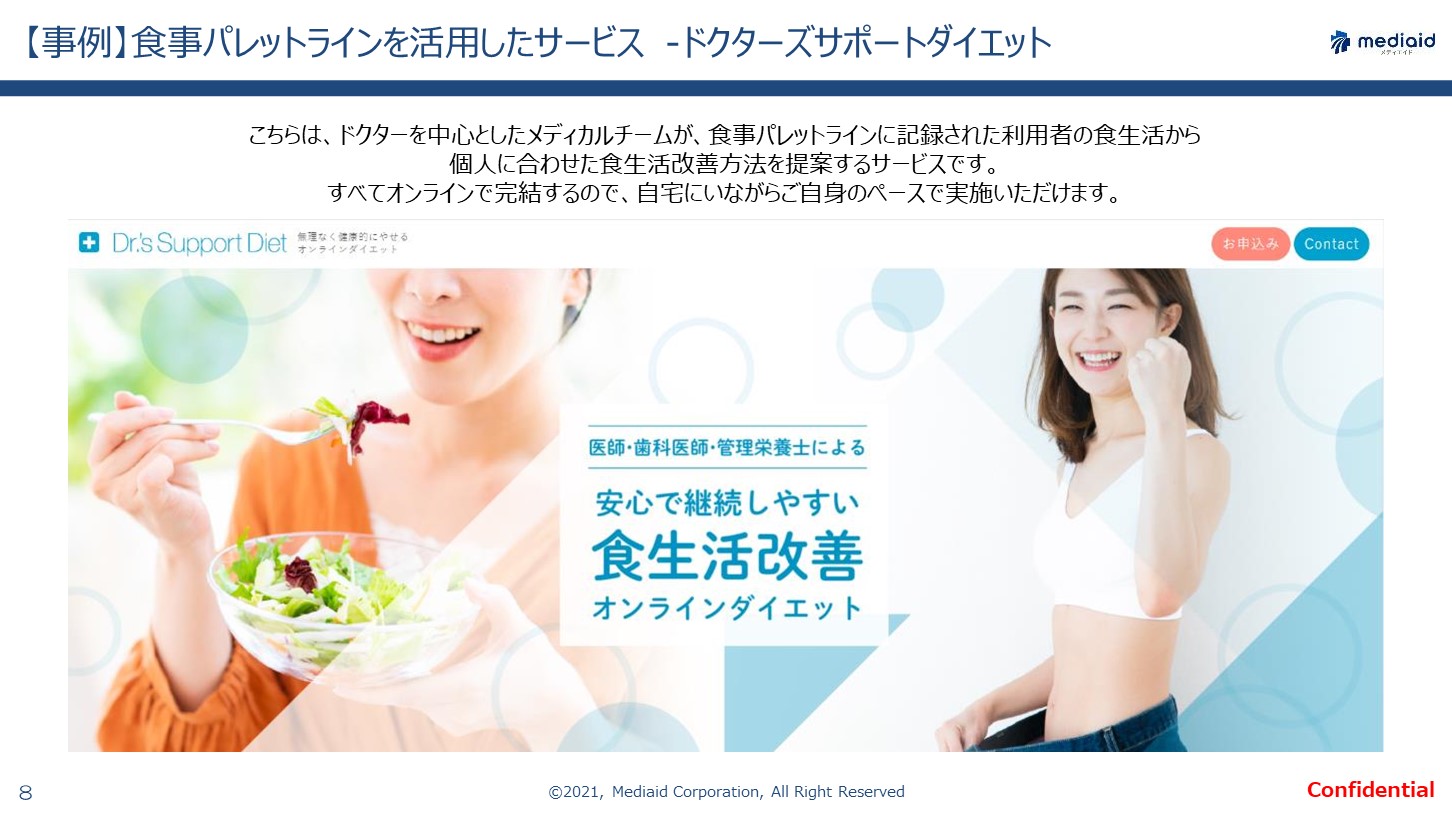 【事例】食事パレットラインを活用したサービス -ドクターズサポートダイエット
mediaid
メディエイド
こちらは、ドクターを中心としたメディカルチームが、食事パレットラインに記録された利用者の食生活から
個人に合わせた食生活改善方法を提案するサービスです。
すべてオンラインで完結するので、自宅にいながらご自身のペースで実施いただけます。
Dr.'s Support Diet
無理なく健康的にやせる
オンラインダイエット
お申込み
Contact
医師・歯科医師・管理栄養士による
安心で継続しやすい
食生活改善
オンラインダイエット
8
©2021, Mediaid Corporation, All Right Reserved
Confidential